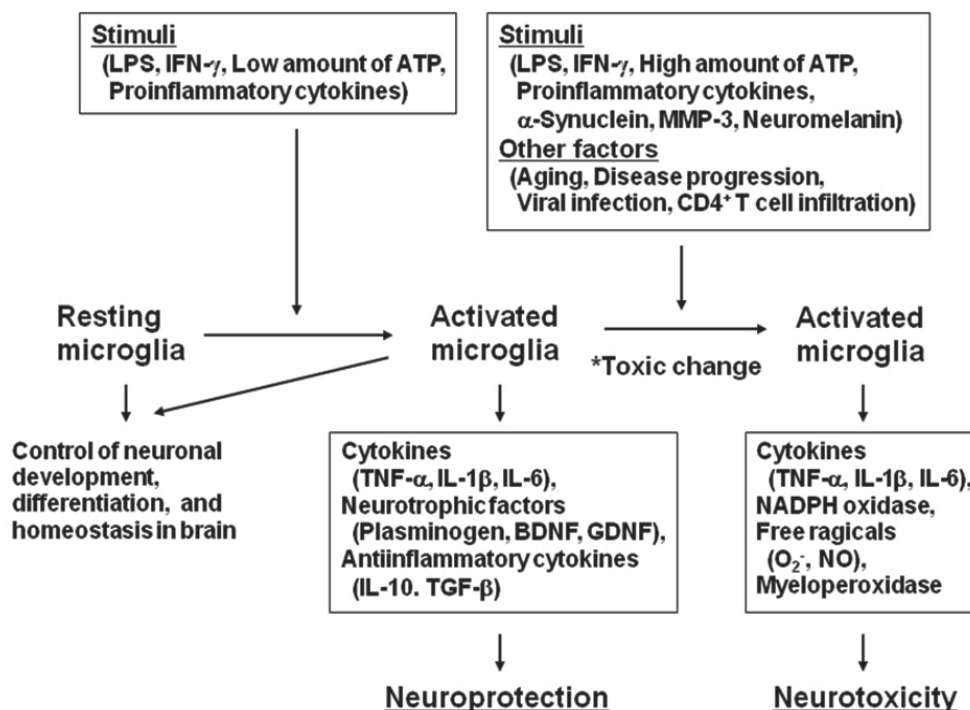 Stimuli
(LPS, IFN-γ, Low amount of ATP,
Proinflammatory cytokines)
Stimuli
(LPS, IFN-γ, High amount of ATP,
Proinflammatory cytokines,
α-Synuclein, MMP-3, Neuromelanin)
Other factors
(Aging, Disease progression,
Viral infection, CD4⁺ T cell infiltration)
Resting
microglia
Activated
microglia
*Toxic change
Activated
microglia
Control of neuronal
development,
differentiation, and
homeostasis in brain
Cytokines
(TNF-α, IL-1β, IL-6),
Neurotrophic factors
(Plasminogen, BDNF, GDNF),
Antiinflammatory cytokines
(IL-10. TGF-β)
Cytokines
(TNF-α, IL-1β, IL-6),
NADPH oxidase,
Free ragicals
(O₂⁻, NO),
Myeloperoxidase
Neuroprotection
Neurotoxicity